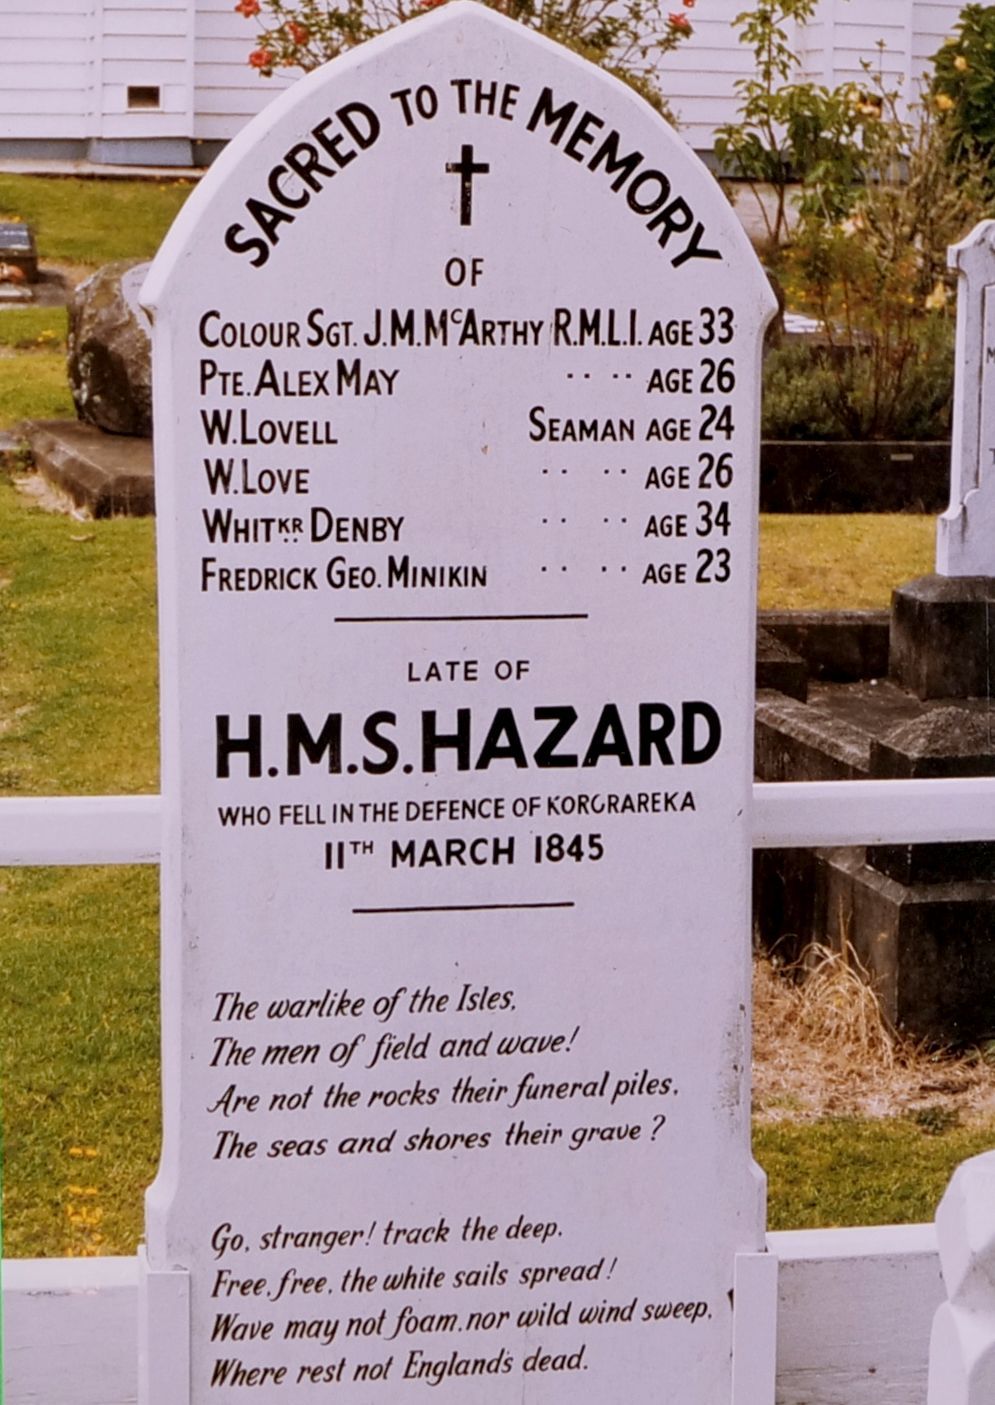 SACRED TO THE MEMORY
OF
COLOUR SGT. J.M.McARTHY R.M.L.I. AGE 33
PTE. ALEX MAY ·· ·· AGE 26
W. LOVELL SEAMAN AGE 24
W. LOVE ·· ·· AGE 26
WHITKR DENBY ·· ·· AGE 34
FREDRICK GEO. MINIKIN ·· ·· AGE 23
LATE OF
H.M.S. HAZARD
WHO FELL IN THE DEFENCE OF KORORAREKA
11TH MARCH 1845
The warlike of the Isles,
The men of field and wave!
Are not the rocks their funeral piles,
The seas and shores their grave?
Go, stranger! track the deep,
Free, free, the white sails spread!
Wave may not foam, nor wild wind sweep,
Where rest not England's dead.